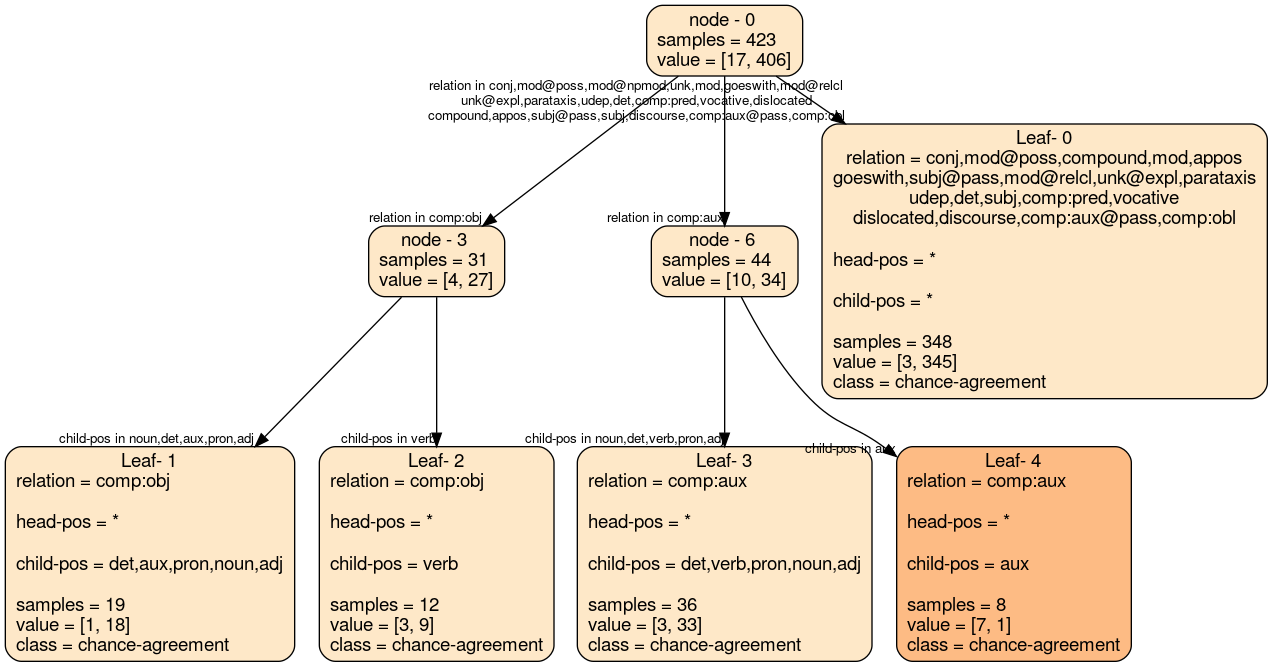 node - 0
samples = 423
value = [17, 406]
relation in conj,mod@poss,mod@npmod,unk,mod,goeswith,mod@relcl
unk@expl,parataxis,udep,det,comp:pred,vocative,dislocated
compound,appos,subj@pass,subj,discourse,comp:aux@pass,comp:obl
Leaf- 0
relation = conj,mod@poss,compound,mod,appos
goeswith,subj@pass,mod@relcl,unk@expl,parataxis
udep,det,subj,comp:pred,vocative
dislocated,discourse,comp:aux@pass,comp:obl
head-pos = *
child-pos = *
samples = 348
value = [3, 345]
class = chance-agreement
relation in comp:obj
node - 3
samples = 31
value = [4, 27]
relation in comp:aux
node - 6
samples = 44
value = [10, 34]
child-pos in noun,det,aux,pron,adj
Leaf- 1
relation = comp:obj
head-pos = *
child-pos = det,aux,pron,noun,adj
samples = 19
value = [1, 18]
class = chance-agreement
child-pos in verb
Leaf- 2
relation = comp:obj
head-pos = *
child-pos = verb
samples = 12
value = [3, 9]
class = chance-agreement
child-pos in noun,det,verb,pron,adj
Leaf- 3
relation = comp:aux
head-pos = *
child-pos = det,verb,pron,noun,adj
samples = 36
value = [3, 33]
class = chance-agreement
child-pos in aux
Leaf- 4
relation = comp:aux
head-pos = *
child-pos = aux
samples = 8
value = [7, 1]
class = chance-agreement